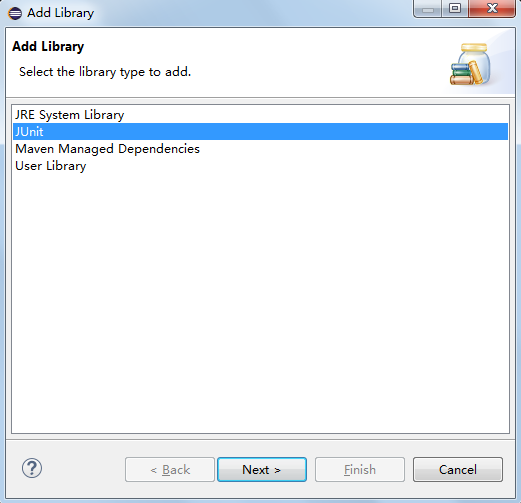 Add Library
Add Library
Select the library type to add.
JRE System Library
JUnit
Maven Managed Dependencies
User Library
?
< Back
Next >
Finish
Cancel